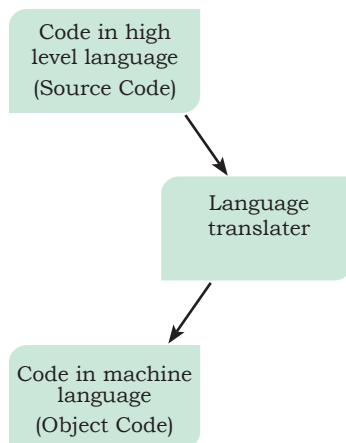 Code in high
level language
(Source Code)
Language
translater
Code in machine
language
(Object Code)